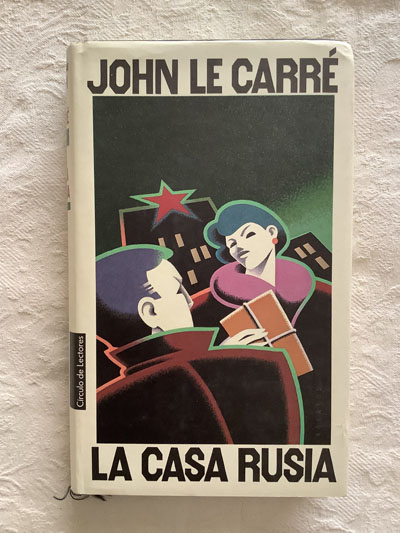 JOHN LE CARRÉ
Círculo de Lectores
LA CASA RUSIA